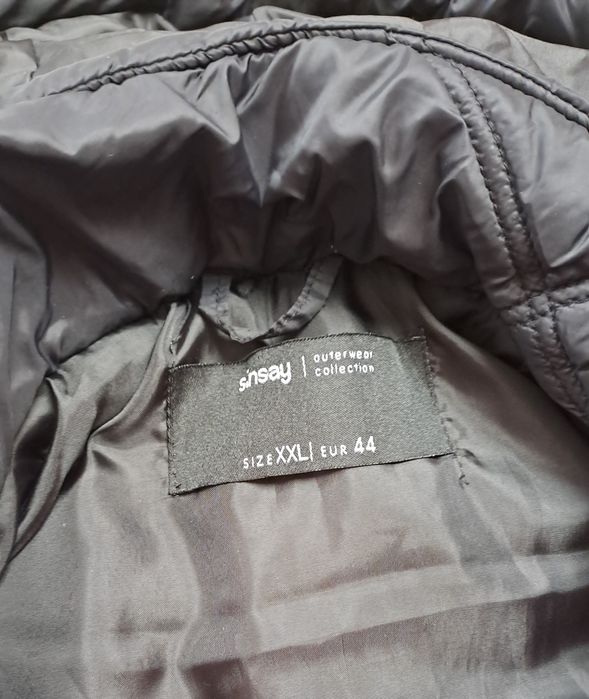 sinsay | outerwear
collection
SIZE XXL | EUR 44